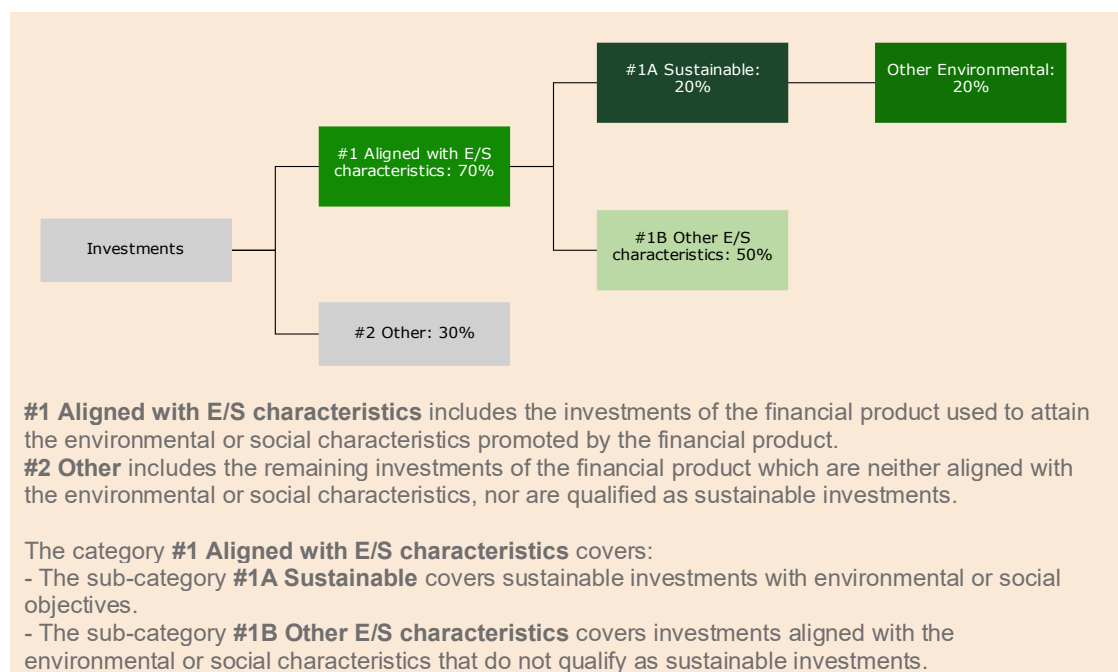 #1A Sustainable:
20%
Other Environmental:
20%
#1 Aligned with E/S
characteristics: 70%
Investments
#1B Other E/S
characteristics: 50%
#2 Other: 30%
#1 Aligned with E/S characteristics includes the investments of the financial product used to attain
the environmental or social characteristics promoted by the financial product.
#2 Other includes the remaining investments of the financial product which are neither aligned with
the environmental or social characteristics, nor are qualified as sustainable investments.
The category #1 Aligned with E/S characteristics covers:
- The sub-category #1A Sustainable covers sustainable investments with environmental or social
objectives.
- The sub-category #1B Other E/S characteristics covers investments aligned with the
environmental or social characteristics that do not qualify as sustainable investments.